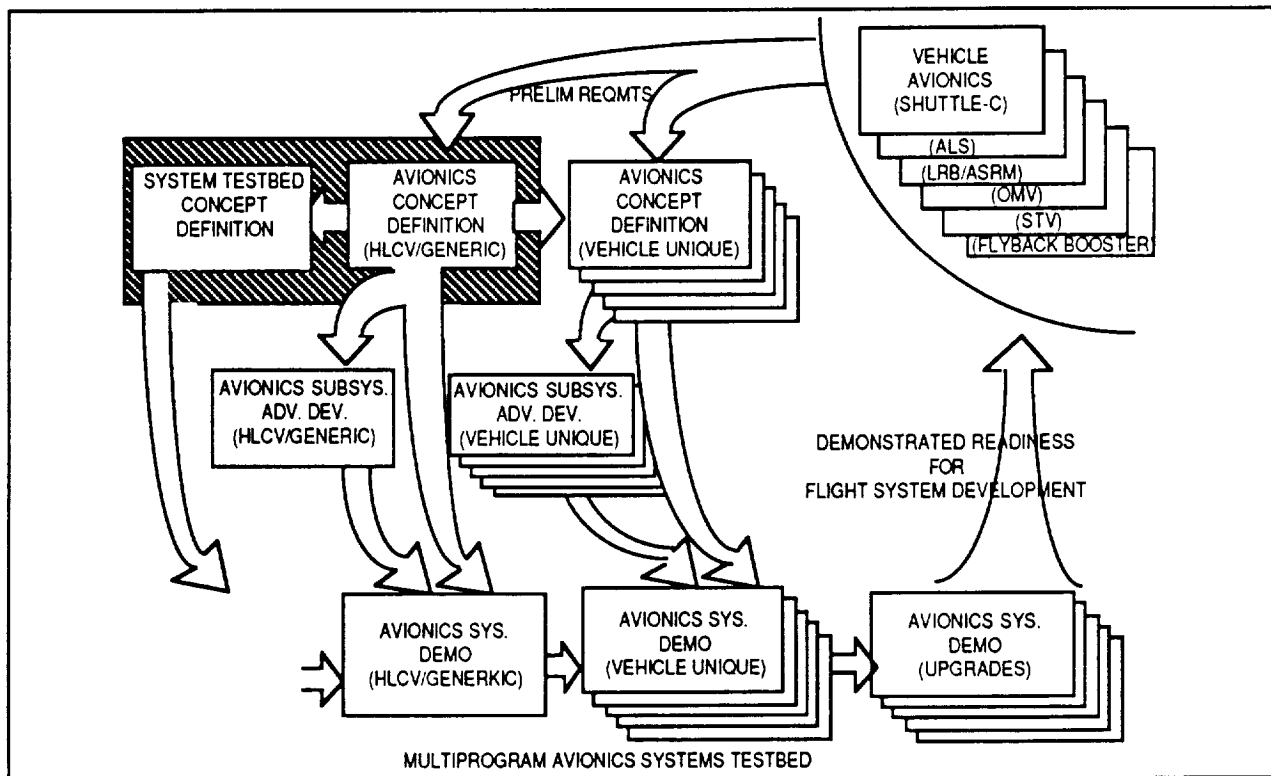 VEHICLE
AVIONICS
(SHUTTLE-C)
(ALS)
(LRB/ASRM)
(OMV)
(STV)
(FLYBACK BOOSTER)
PRELIM REQMTS
SYSTEM TESTBED
CONCEPT
DEFINITION
AVIONICS
CONCEPT
DEFINITION
(HLCV/GENERIC)
AVIONICS
CONCEPT
DEFINITION
(VEHICLE UNIQUE)
AVIONICS SUBSYS.
ADV. DEV.
(HLCV/GENERIC)
AVIONICS SUBSYS.
ADV. DEV.
(VEHICLE UNIQUE)
DEMONSTRATED READINESS
FOR
FLIGHT SYSTEM DEVELOPMENT
AVIONICS SYS.
DEMO
(HLCV/GENERKIC)
AVIONICS SYS.
DEMO
(VEHICLE UNIQUE)
AVIONICS SYS.
DEMO
(UPGRADES)
MULTIPROGRAM AVIONICS SYSTEMS TESTBED